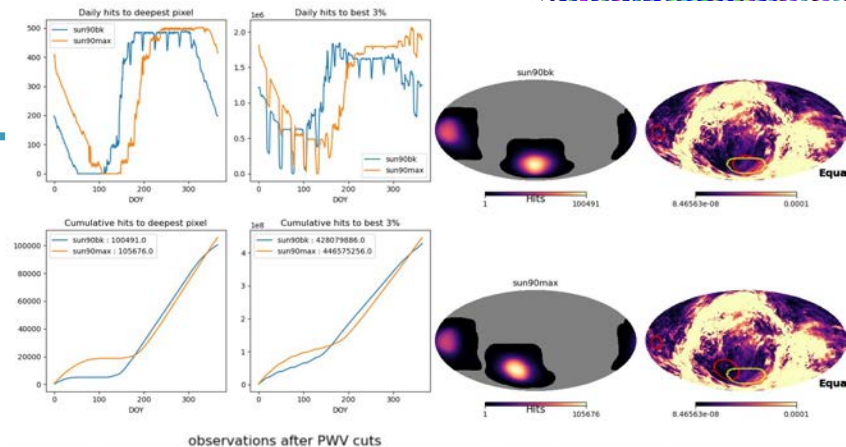 Daily hits to deepest pixel
sun90bk
sun90max
500
400
300
200
100
0
0
100
200
300
DOY
Daily hits to best 3%
1e6
2.0
1.5
1.0
0.5
0.0
sun90bk
sun90max
0
100
200
300
DOY
sun90bk
1
100491
Hits
8.46563e-08
0.0001
Equa
Cumulative hits to deepest pixel
sun90bk : 100491.0
sun90max : 105676.0
100000
80000
60000
40000
20000
0
0
100
200
300
DOY
Cumulative hits to best 3%
1e8
sun90bk : 428079886.0
sun90max : 446575256.0
4
3
2
1
0
0
100
200
300
DOY
sun90max
1
105676
Hits
8.46563e-08
0.0001
Equa
observations after PWV cuts